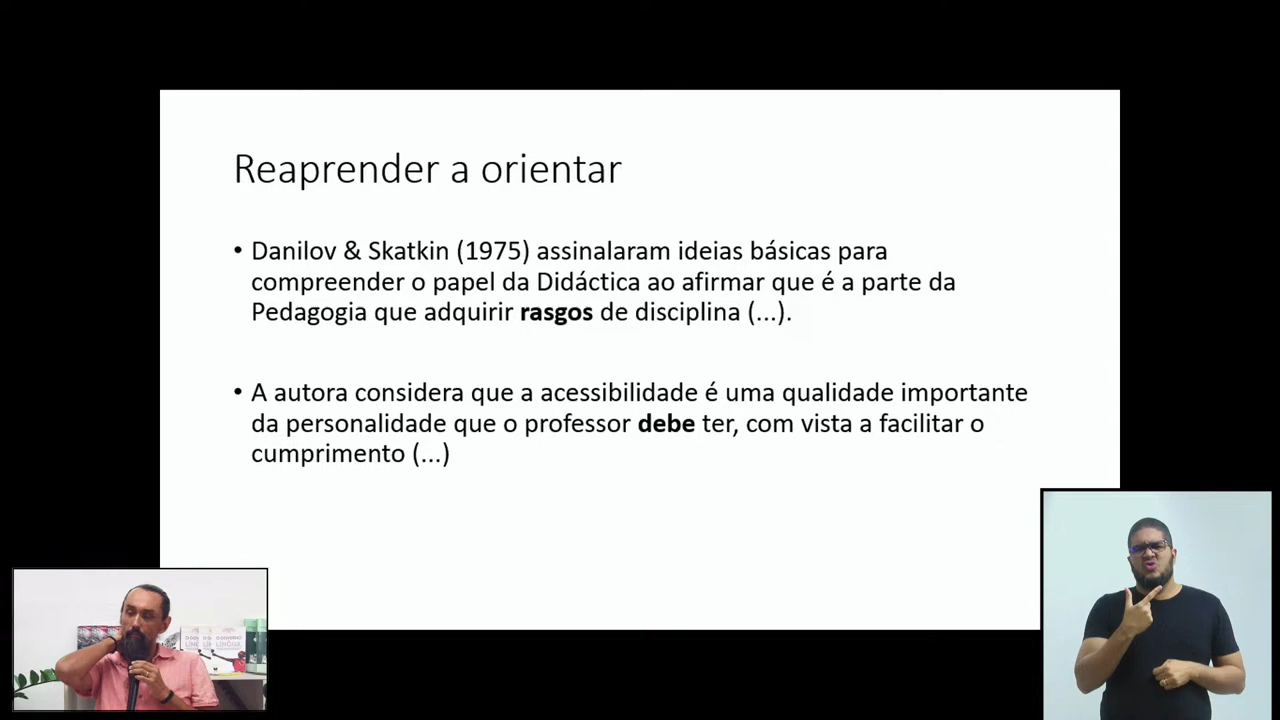 Reaprender a orientar
• Danilov & Skatkin (1975) assinalaram ideias básicas para
compreender o papel da Didáctica ao afirmar que é a parte da
Pedagogia que adquirir rasgos de disciplina (...).
• A autora considera que a acessibilidade é uma qualidade importante
da personalidade que o professor debe ter, com vista a facilitar o
cumprimento (...)